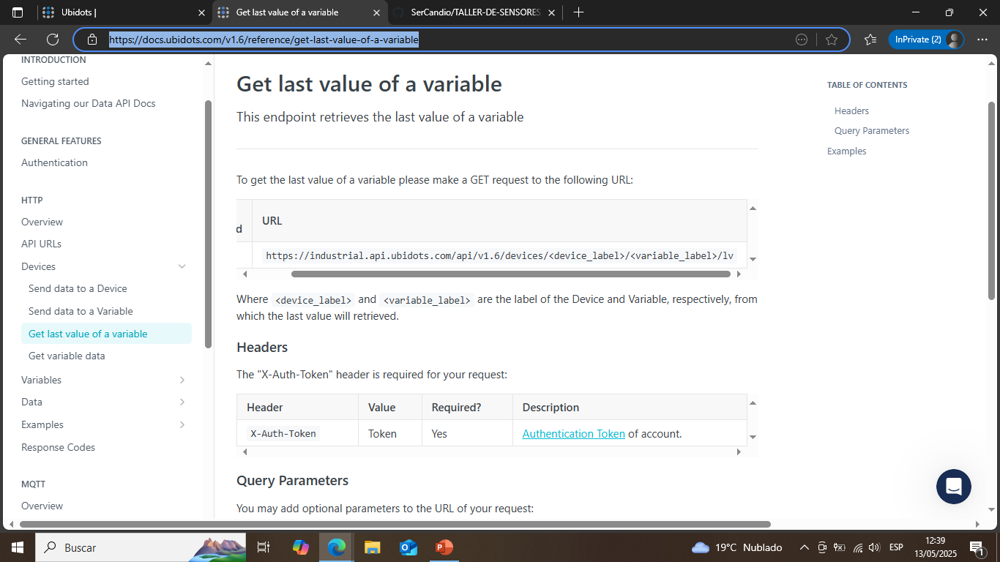 Ubidots |
Get last value of a variable
SerCandio/TALLER-DE-SENSORES
https://docs.ubidots.com/v1.6/reference/get-last-value-of-a-variable
InPrivate (2)
INTRODUCTION
Getting started
Navigating our Data API Docs
GENERAL FEATURES
Authentication
HTTP
Overview
API URLs
Devices
Send data to a Device
Send data to a Variable
Get last value of a variable
Get variable data
Variables
Data
Examples
Response Codes
MQTT
Overview
Get last value of a variable
This endpoint retrieves the last value of a variable
To get the last value of a variable please make a GET request to the following URL:
d
URL
https://industrial.api.ubidots.com/api/v1.6/devices/<device_label>/<variable_label>/lv
Where <device_label> and <variable_label> are the label of the Device and Variable, respectively, from
which the last value will retrieved.
Headers
The "X-Auth-Token" header is required for your request:
Header Value Required? Description
X-Auth-Token Token Yes Authentication Token of account.
Query Parameters
You may add optional parameters to the URL of your request:
TABLE OF CONTENTS
Headers
Query Parameters
Examples
Buscar
19°C Nublado
ESP
12:39
13/05/2025
1